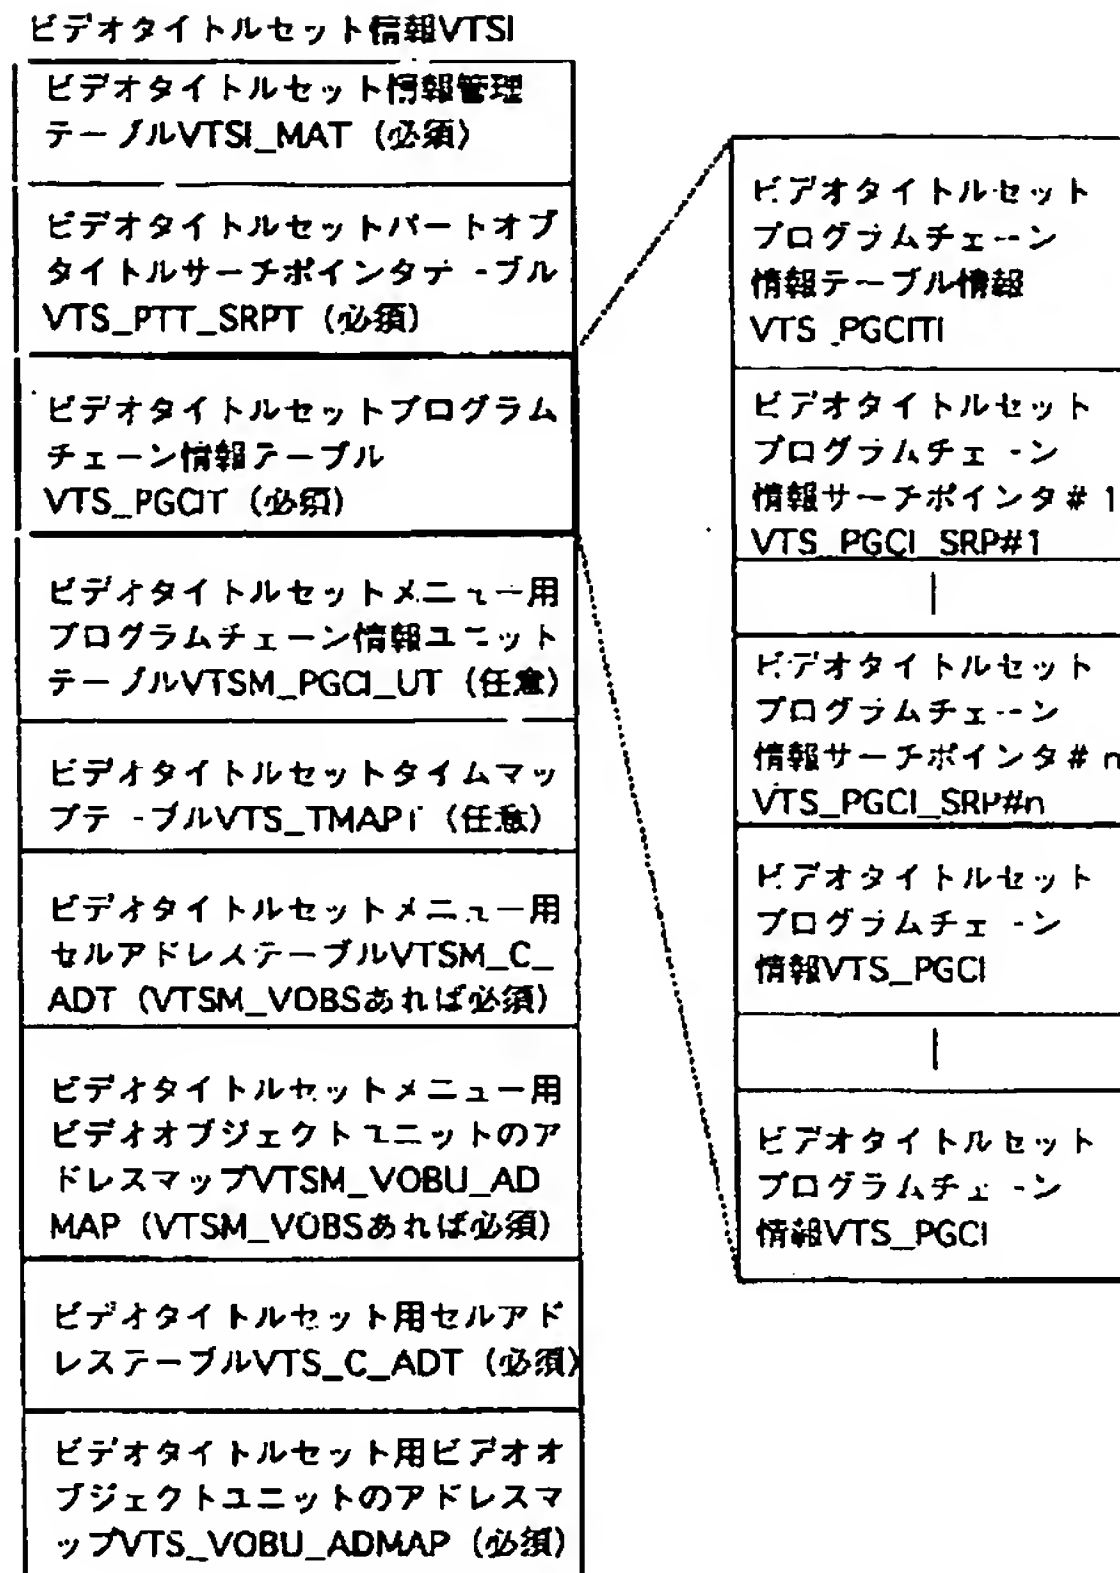 ビデオタイトルセット情報VTSI
ビデオタイトルセット情報管理
テーブルVTSI_MAT（必須）
ビデオタイトルセットパートオブ
タイトルサーチポインタテーブル
VTS_PTT_SRPT（必須）
ビデオタイトルセットプログラム
チェーン情報テーブル
VTS_PGCIT（必須）
ビデオタイトルセットメニュー用
プログラムチェーン情報ユニット
テーブルVTSM_PGCI_UT（任意）
ビデオタイトルセットタイムマッ
プテーブルVTS_TMAPT（任意）
ビデオタイトルセットメニュー用
セルアドレステーブルVTSM_C_
ADT（VTSM_VOBSあれば必須）
ビデオタイトルセットメニュー用
ビデオオブジェクトユニットのア
ドレスマップVTSM_VOBU_AD
MAP（VTSM_VOBSあれば必須）
ビデオタイトルセット用セルアド
レステーブルVTS_C_ADT（必須）
ビデオタイトルセット用ビデオオ
ブジェクトユニットのアドレスマ
ップVTS_VOBU_ADMAP（必須）
ビデオタイトルセット
プログラムチェーン
情報テーブル情報
VTS_PGCITI
ビデオタイトルセット
プログラムチェーン
情報サーチポインタ＃1
VTS_PGCI_SRP#1
ビデオタイトルセット
プログラムチェーン
情報サーチポインタ＃n
VTS_PGCI_SRP#n
ビデオタイトルセット
プログラムチェーン
情報VTS_PGCI
ビデオタイトルセット
プログラムチェーン
情報VTS_PGCI